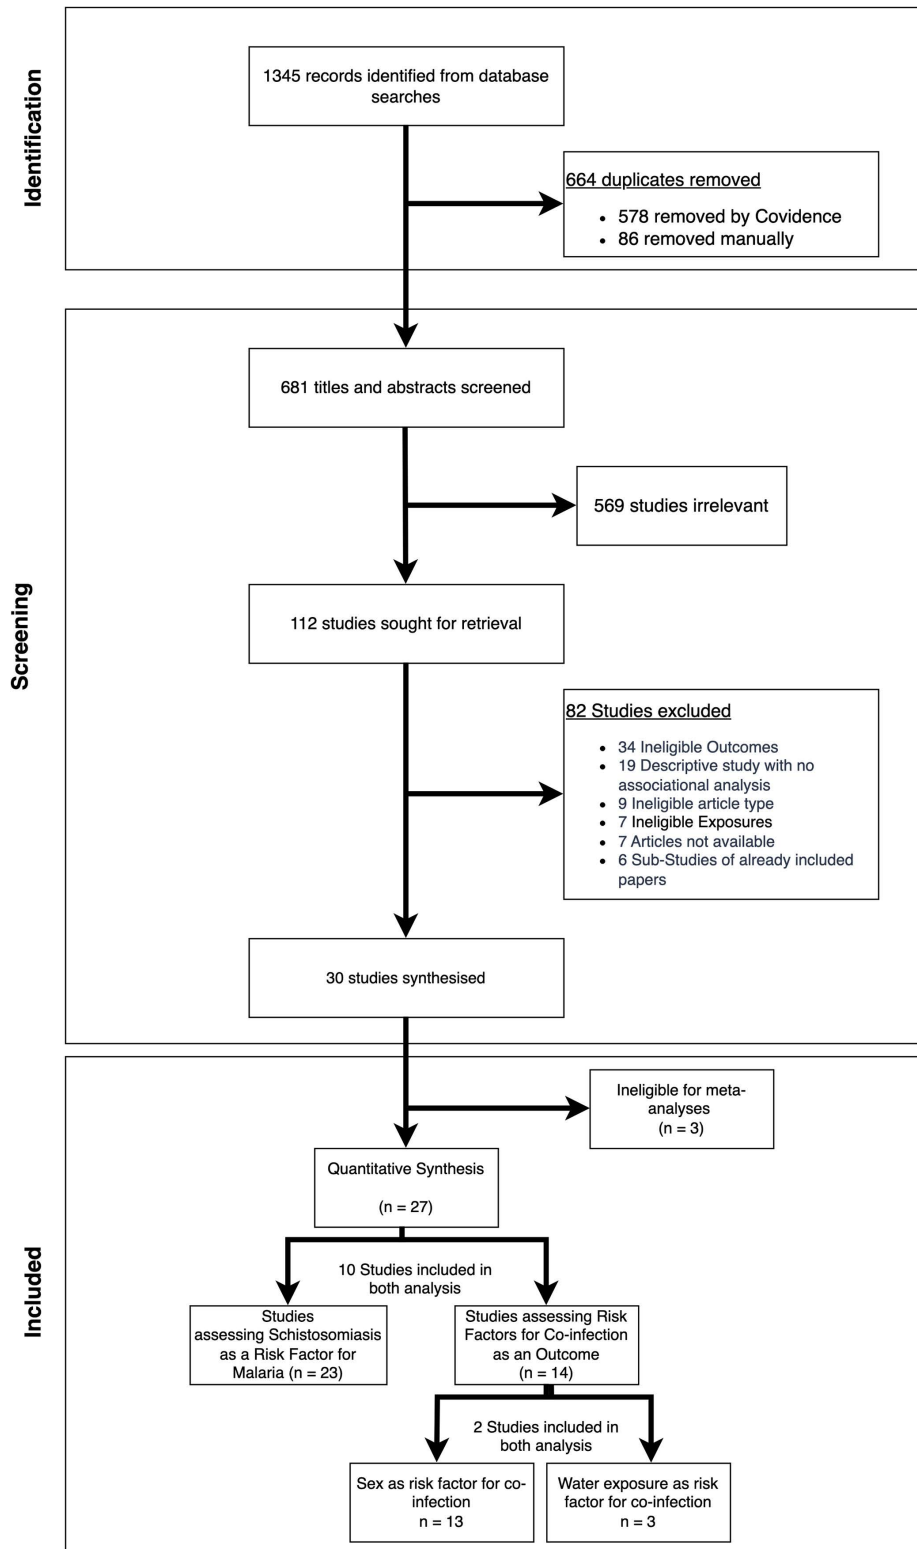 Identification
1345 records identified from database
searches
664 duplicates removed
• 578 removed by Covidence
• 86 removed manually
Screening
681 titles and abstracts screened
569 studies irrelevant
112 studies sought for retrieval
82 Studies excluded
• 34 Ineligible Outcomes
• 19 Descriptive study with no
associational analysis
• 9 Ineligible article type
• 7 Ineligible Exposures
• 7 Articles not available
• 6 Sub-Studies of already included
papers
30 studies synthesised
Included
Ineligible for meta-
analyses
(n = 3)
Quantitative Synthesis
(n = 27)
10 Studies included in
both analysis
Studies
assessing Schistosomiasis
as a Risk Factor for
Malaria (n = 23)
Studies assessing Risk
Factors for Co-infection
as an Outcome
(n = 14)
2 Studies included in
both analysis
Sex as risk factor for co-
infection
n = 13
Water exposure as risk
factor for co-infection
n = 3